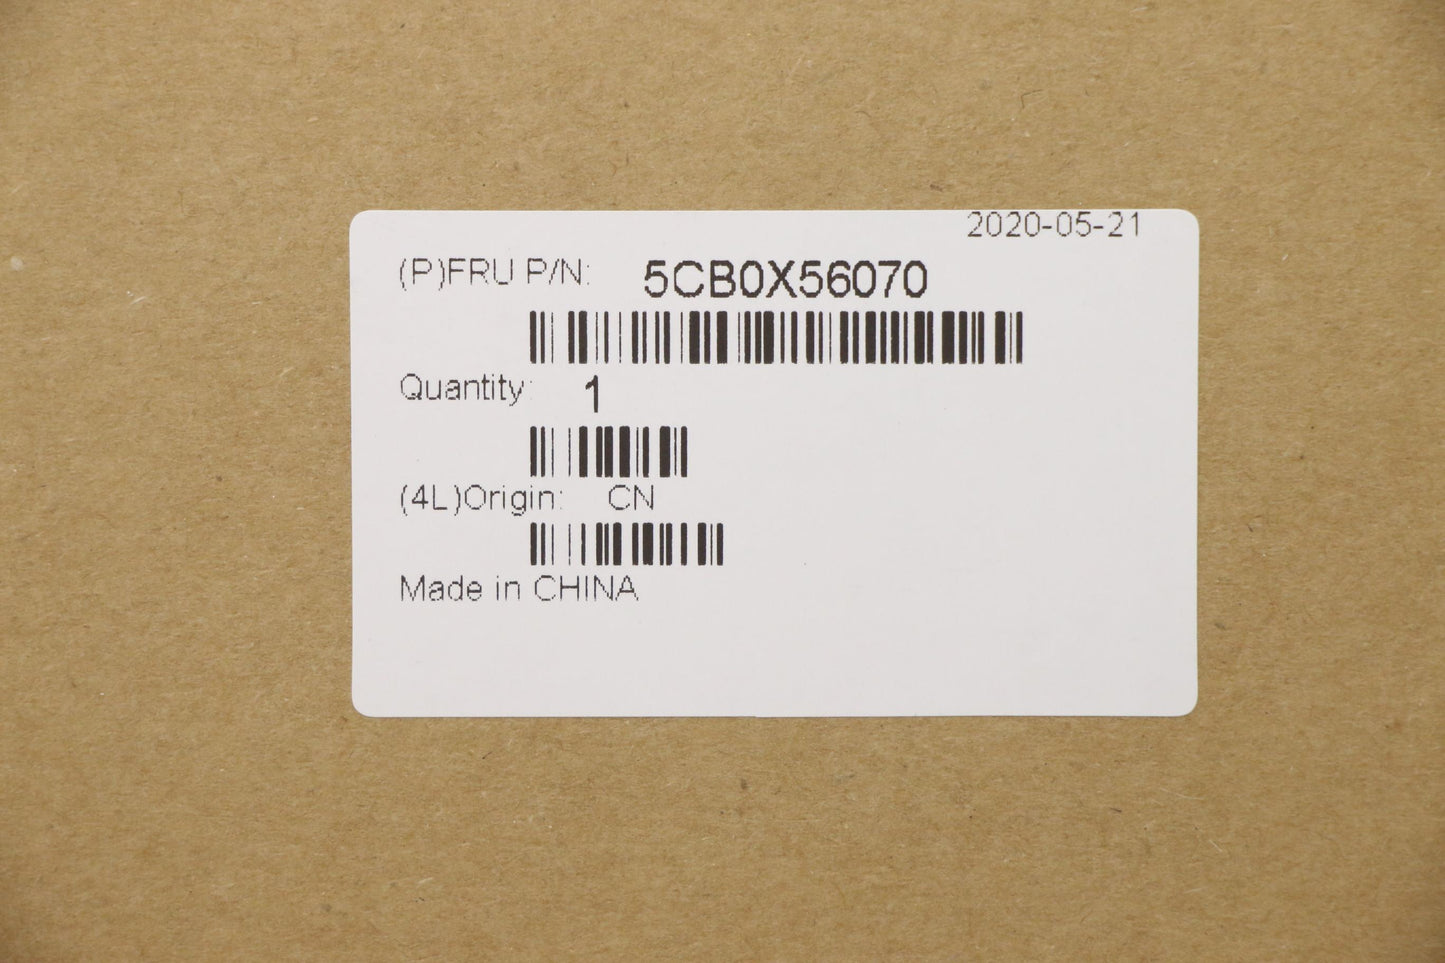 2020-05-21
(P)FRU P/N: 5CB0X56070
Quantity: 1
(4L)Origin: CN
Made in CHINA